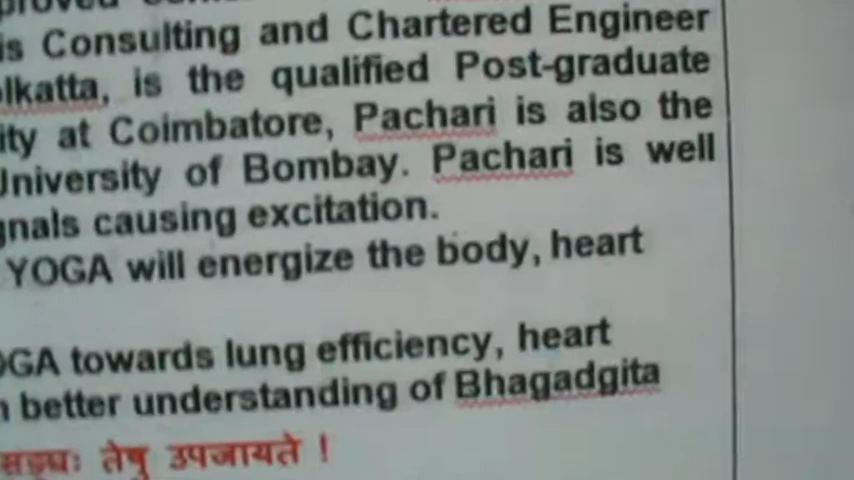 is Consulting and Chartered Engineer
lkatta, is the qualified Post-graduate
ity at Coimbatore, Pachari is also the
University of Bombay. Pachari is well
gnals causing excitation.
YOGA will energize the body, heart
OGA towards lung efficiency, heart
n better understanding of Bhagadgita
तेषु उपजायते !